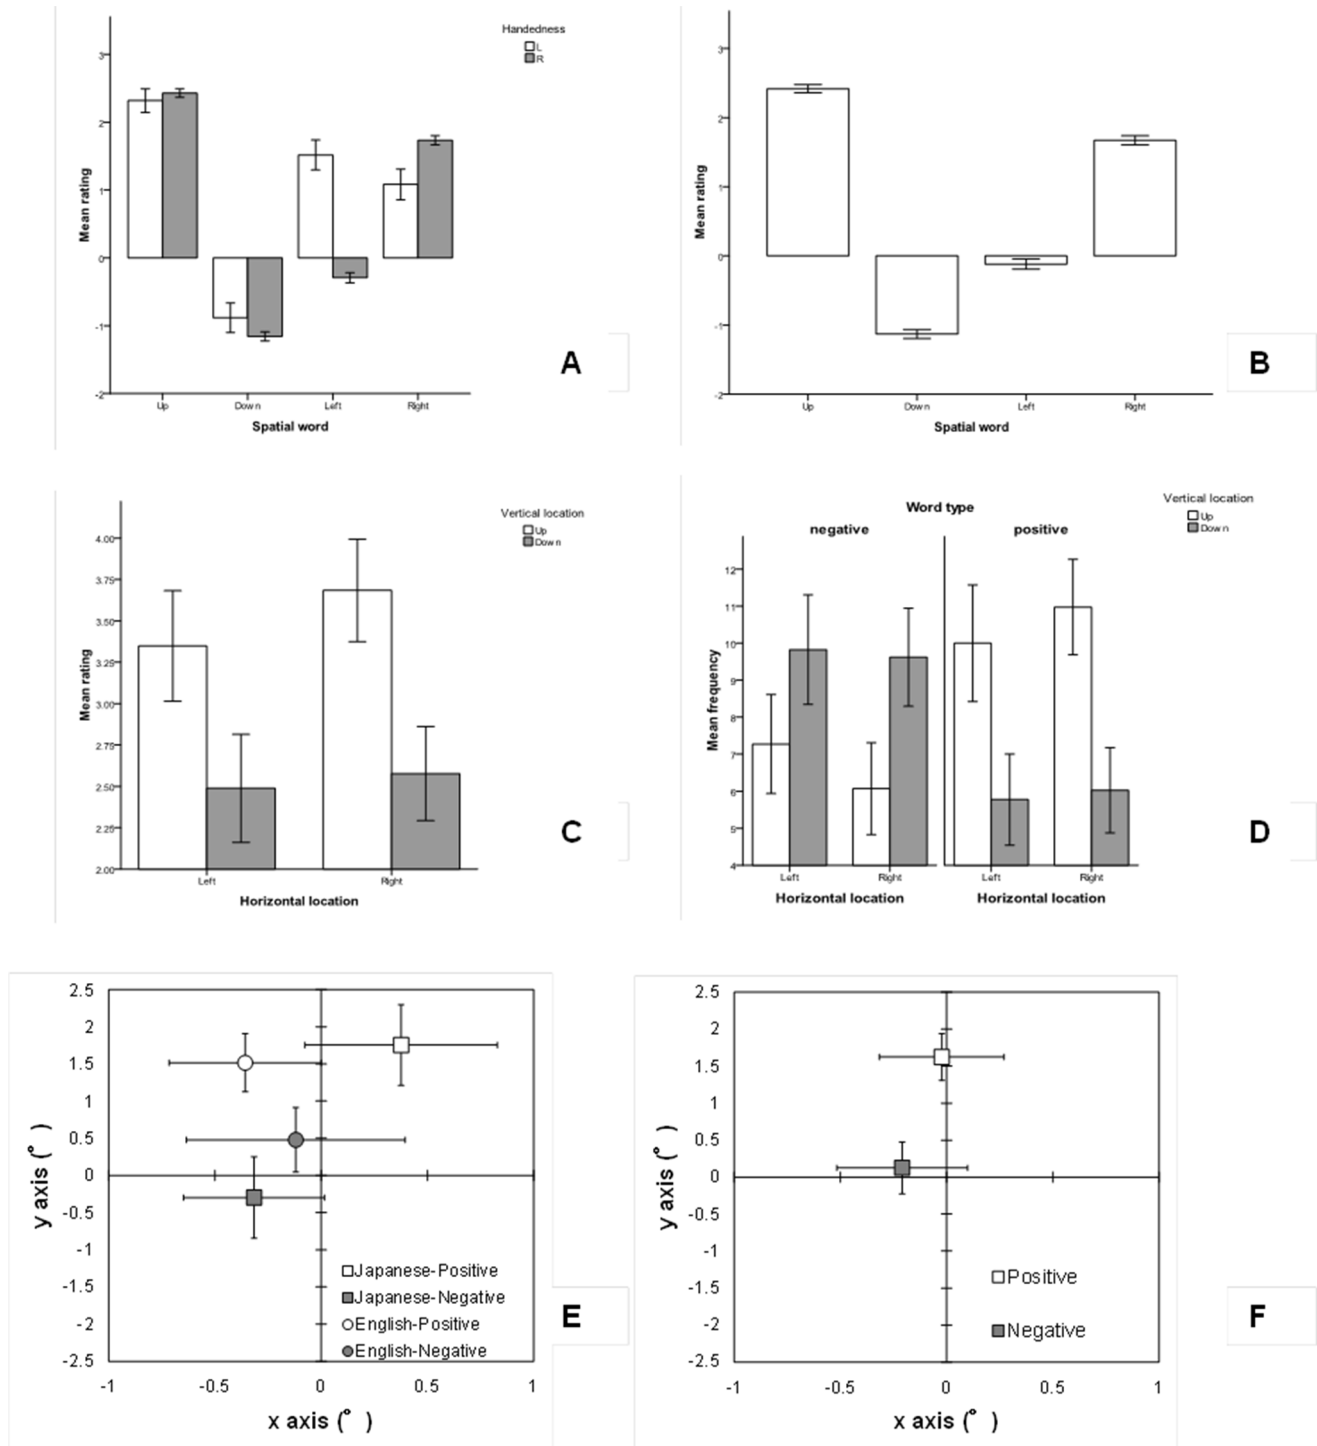 Handedness
L
R
3
2
1
0
-1
-2
Mean rating
Up Down Left Right
Spatial word
A
3
2
1
0
-1
-2
Mean rating
Up Down Left Right
Spatial word
B
Vertical location
Up
Down
4.00
3.75
3.50
3.25
3.00
2.75
2.50
2.25
2.00
Mean rating
Left Right
Horizontal location
C
Word type
negative positive
Vertical location
Up
Down
12
11
10
9
8
7
6
5
4
Mean frequency
Left Right Left Right
Horizontal location Horizontal location
D
2.5
2
1.5
1
0.5
0
-0.5
-1
-1.5
-2
-2.5
y axis (°)
Japanese-Positive
Japanese-Negative
English-Positive
English-Negative
-1 -0.5 0 0.5 1
x axis (°)
E
2.5
2
1.5
1
0.5
0
-0.5
-1
-1.5
-2
-2.5
y axis (°)
Positive
Negative
-1 -0.5 0 0.5 1
x axis (°)
F